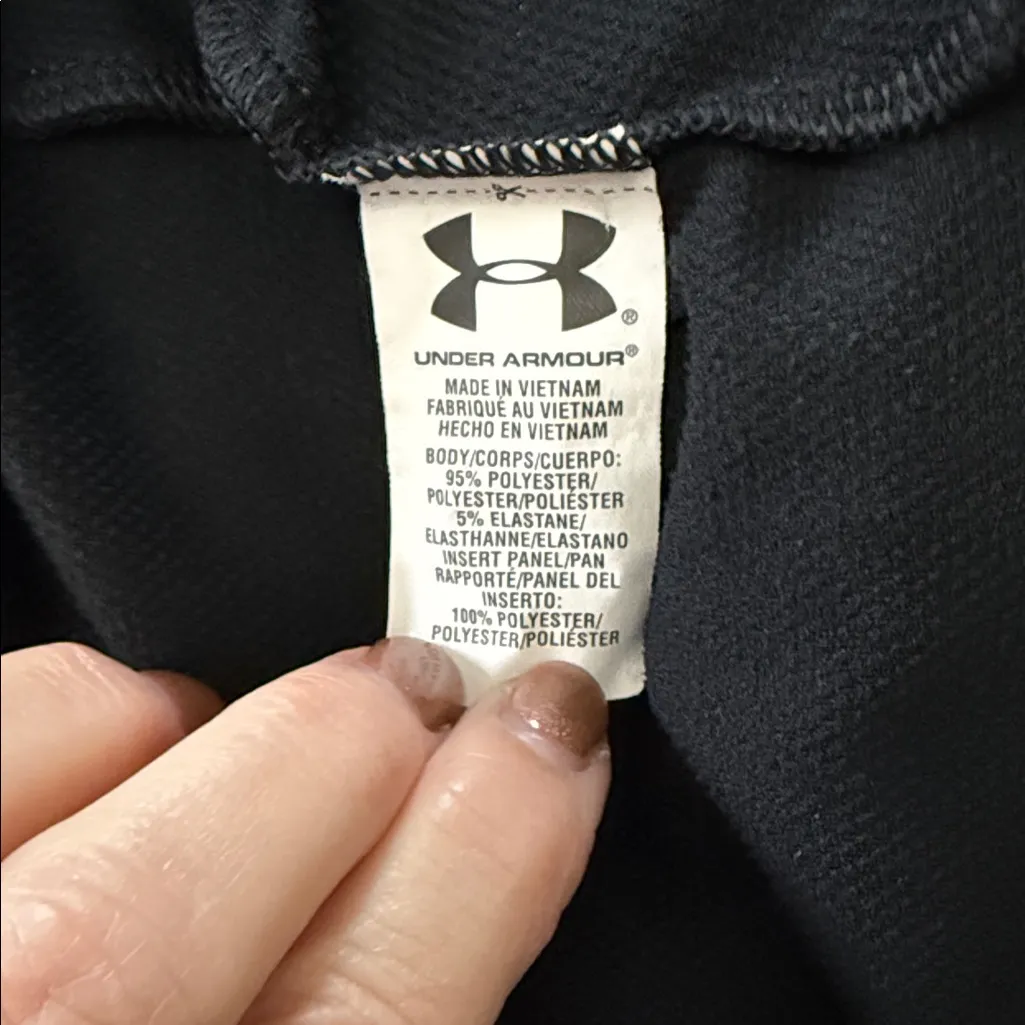 ®
UNDER ARMOUR®
MADE IN VIETNAM
FABRIQUÉ AU VIETNAM
HECHO EN VIETNAM
BODY/CORPS/CUERPO:
95% POLYESTER/
POLYESTER/POLIÉSTER
5% ELASTANE/
ELASTHANNE/ELASTANO
INSERT PANEL/PAN
RAPPORTÉ/PANEL DEL
INSERTO:
100% POLYESTER/
POLYESTER/POLIÉSTER